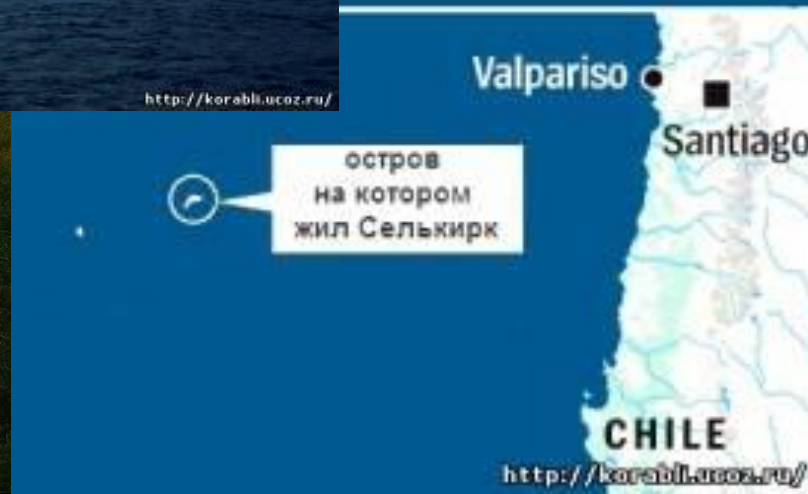 http://korabli.ucoz.ru/
Valpariso
Santiago
остров
на котором
жил Селькирк
CHILE
http://korabli.ucoz.ru/